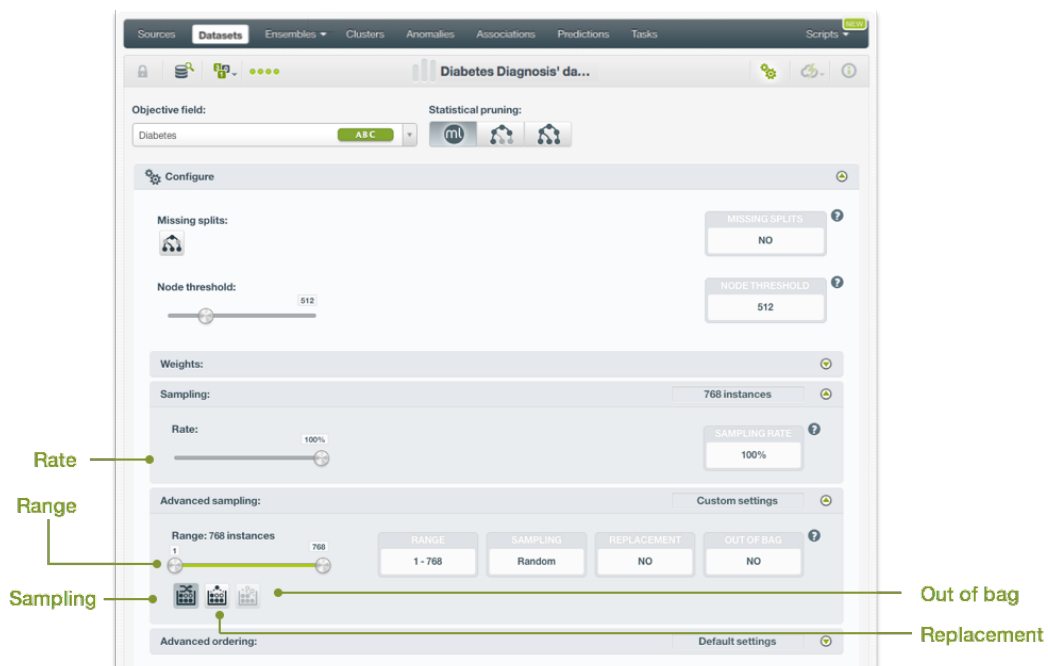 NEW
Sources Datasets Ensembles Clusters Anomalies Associations Predictions Tasks Scripts
Diabetes Diagnosis' da...
Objective field: Statistical pruning:
Diabetes ABC ml
Configure
Missing splits: MISSING SPLITS ?
NO
Node threshold: NODE THRESHOLD ?
512 512
Weights:
Sampling: 768 instances
Rate: SAMPLING RATE ?
100% 100%
Rate
Range
Advanced sampling: Custom settings
Range: 768 instances RANGE SAMPLING REPLACEMENT OUT OF BAG ?
1 768 1 - 768 Random NO NO
Sampling
Out of bag
Replacement
Advanced ordering: Default settings